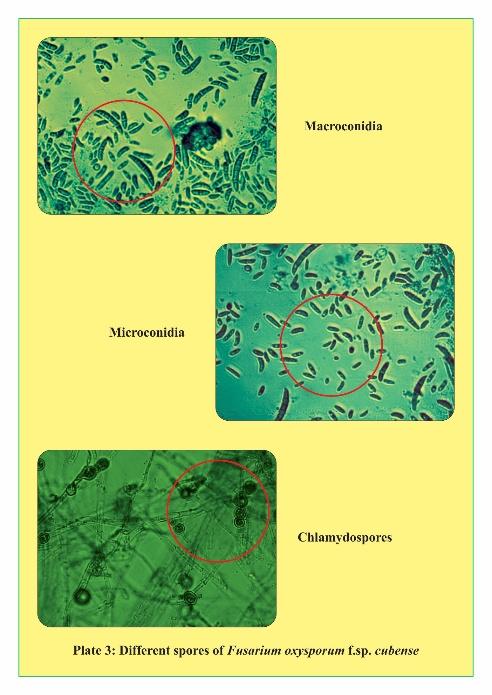 Macroconidia
Microconidia
Chlamydospores
Plate 3: Different spores of Fusarium oxysporum f.sp. cubense